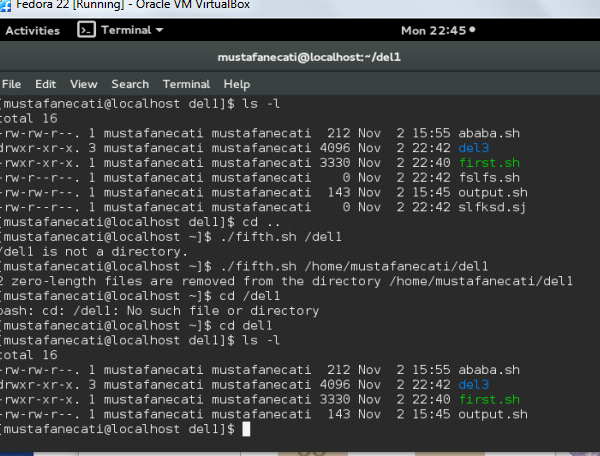 Fedora 22 [Running] - Oracle VM VirtualBox
Activities Terminal Mon 22:45
mustafanecati@localhost:~/del1
File Edit View Search Terminal Help
[mustafanecati@localhost del1]$ ls -l
total 16
-rw-rw-r--. 1 mustafanecati mustafanecati 212 Nov 2 15:55 ababa.sh
drwxr-xr-x. 3 mustafanecati mustafanecati 4096 Nov 2 22:42 del3
-rwxr-xr-x. 1 mustafanecati mustafanecati 3330 Nov 2 22:40 first.sh
-rw-rw-r--. 1 mustafanecati mustafanecati 0 Nov 2 22:42 fslfs.sh
-rw-rw-r--. 1 mustafanecati mustafanecati 143 Nov 2 15:45 output.sh
-rw-rw-r--. 1 mustafanecati mustafanecati 0 Nov 2 22:42 slfksd.sj
[mustafanecati@localhost del1]$ cd ..
[mustafanecati@localhost ~]$ ./fifth.sh /del1
/del1 is not a directory.
[mustafanecati@localhost ~]$ ./fifth.sh /home/mustafanecati/del1
2 zero-length files are removed from the directory /home/mustafanecati/del1
[mustafanecati@localhost ~]$ cd /del1
bash: cd: /del1: No such file or directory
[mustafanecati@localhost ~]$ cd del1
[mustafanecati@localhost del1]$ ls -l
total 16
-rw-rw-r--. 1 mustafanecati mustafanecati 212 Nov 2 15:55 ababa.sh
drwxr-xr-x. 3 mustafanecati mustafanecati 4096 Nov 2 22:42 del3
-rwxr-xr-x. 1 mustafanecati mustafanecati 3330 Nov 2 22:40 first.sh
-rw-rw-r--. 1 mustafanecati mustafanecati 143 Nov 2 15:45 output.sh
[mustafanecati@localhost del1]$